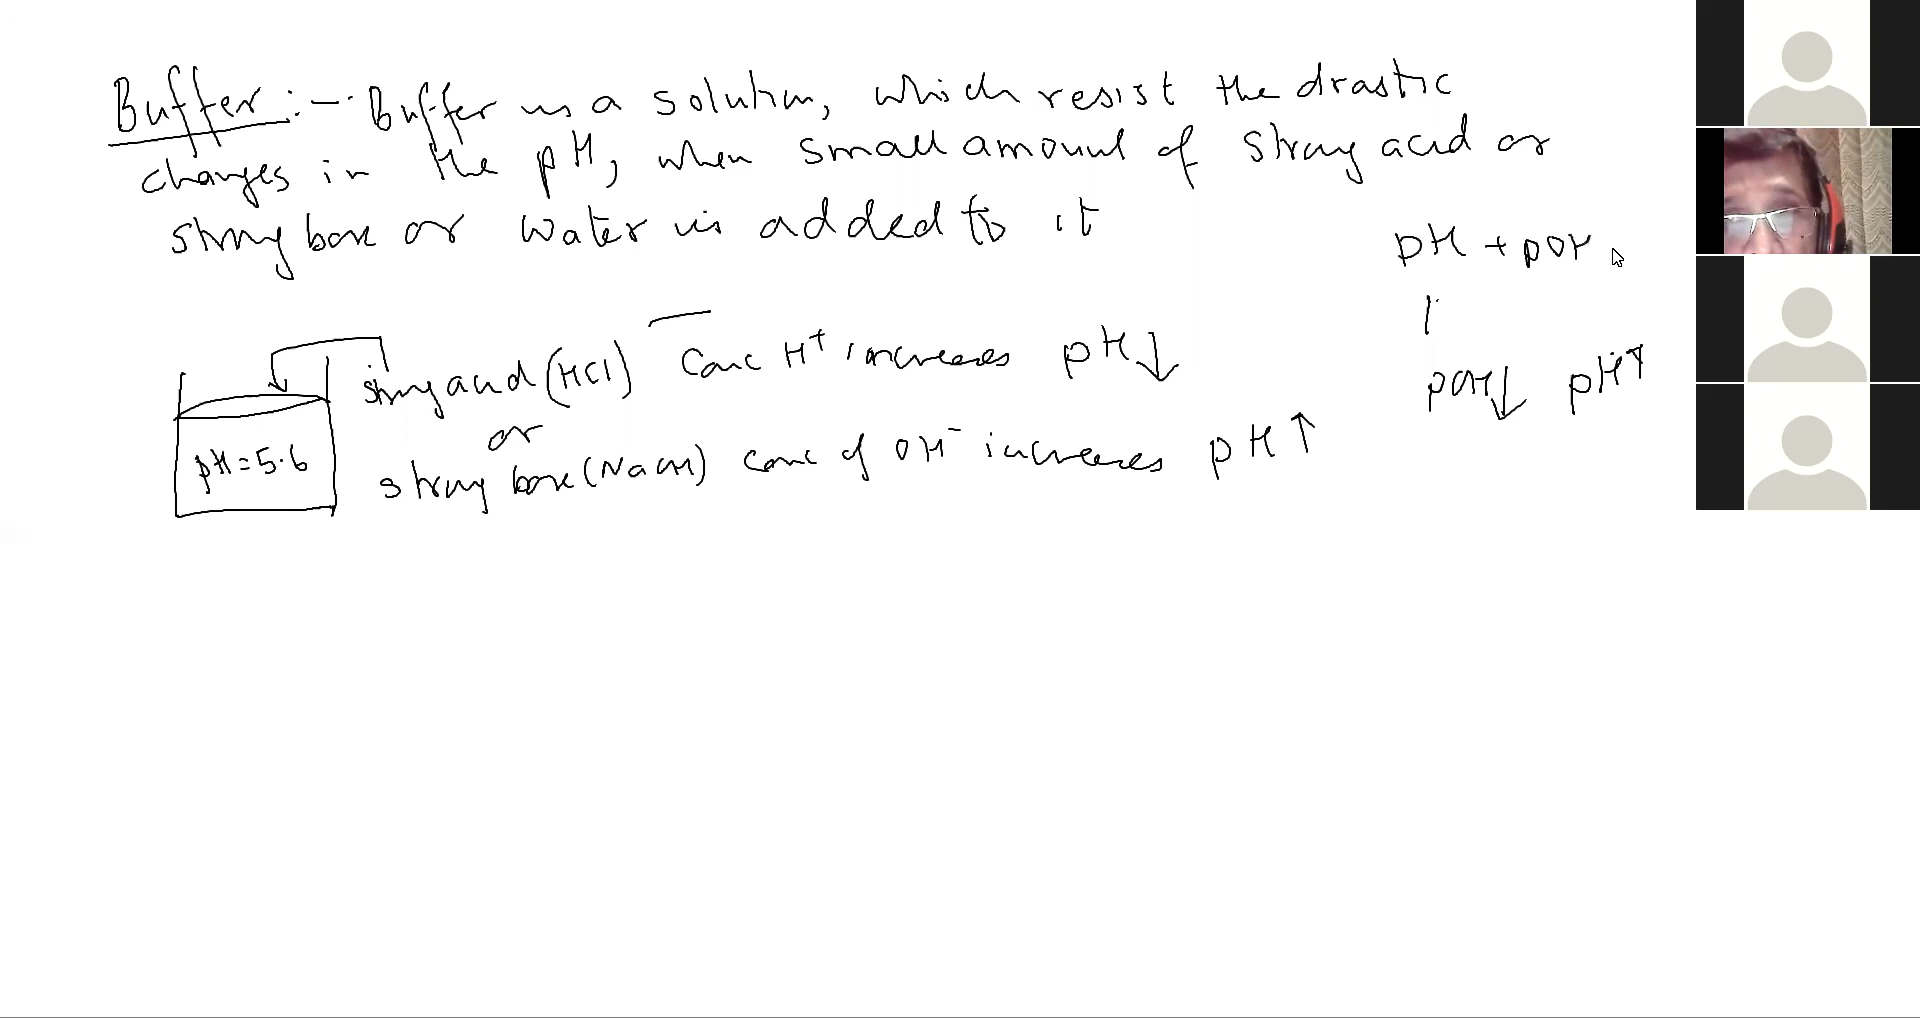 Buffer :- Buffer is a solution, which resist the drastic
changes in the pH, when small amount of strong acid or
strong base or water is added to it
pH + pOH
strong acid (HCl) Conc H⁺ increases pH↓
or
pOH↓ pH↑
pH = 5.6
strong base (NaOH) conc of OH⁻ increases pH↑